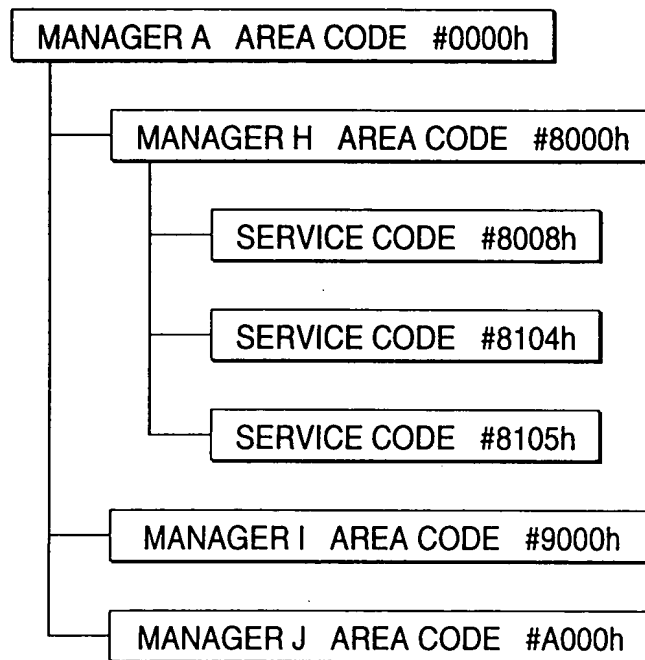 MANAGER A AREA CODE #0000h
MANAGER H AREA CODE #8000h
SERVICE CODE #8008h
SERVICE CODE #8104h
SERVICE CODE #8105h
MANAGER I AREA CODE #9000h
MANAGER J AREA CODE #A000h